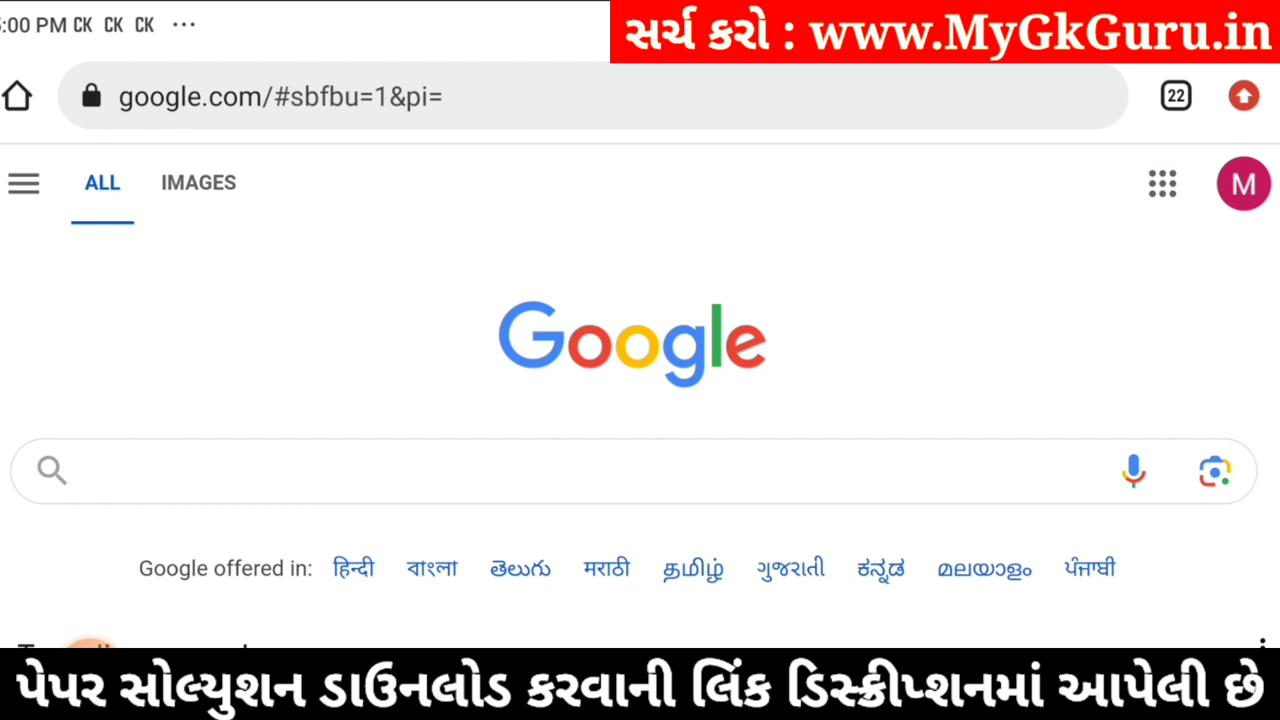 :00 PM CK CK CK ...
સર્ચ કરો : www.MyGkGuru.in
google.com/#sbfbu=1&pi=
22
ALL IMAGES
M
Google
Google offered in: हिन्दी বাংলা తెలుగు मराठी தமிழ் ગુજરાતી ಕನ್ನಡ മലയാളം ਪੰਜਾਬੀ
પેપર સોલ્યુશન ડાઉનલોડ કરવાની લિંક ડિસ્ક્રીપ્શનમાં આપેલી છે